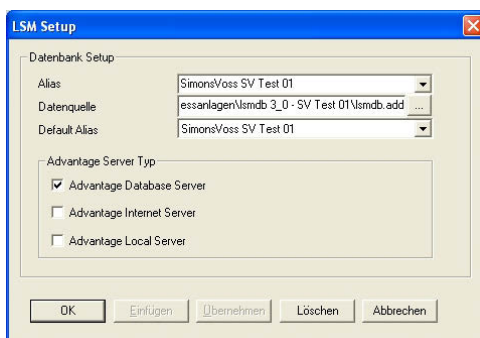 LSM Setup
Datenbank Setup
Alias SimonsVoss SV Test 01
Datenquelle essanlagen\lsmdb 3_0 - SV Test 01\lsmdb.add ...
Default Alias SimonsVoss SV Test 01
Advantage Server Typ
Advantage Database Server
Advantage Internet Server
Advantage Local Server
OK Einfügen Übernehmen Löschen Abbrechen